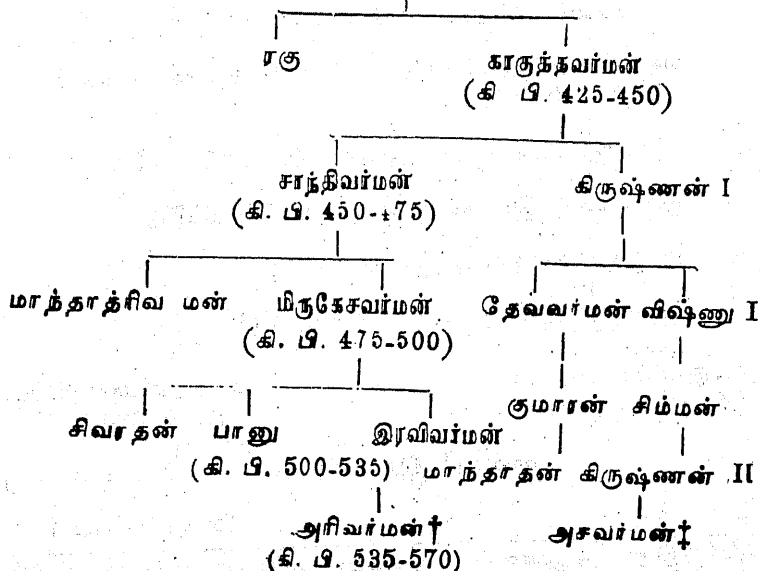 ரகு காகுத்தவர்மன்
(கி பி. 425-450)
சாந்திவர்மன் கிருஷ்ணன் I
(கி. பி. 450-475)
மாந்தாத்ரிவ மன் மிருகேசவர்மன் தேவ்வர்மன் விஷ்ணு I
(கி. பி. 475-500)
குமாரன் சிம்மன்
சிவரதன் பானு இரவிவர்மன்
(கி. பி. 500-535) மாந்தாதன் கிருஷ்ணன் II
அரிவர்மன்† அசவர்மன்‡
(கி. பி. 535-570)